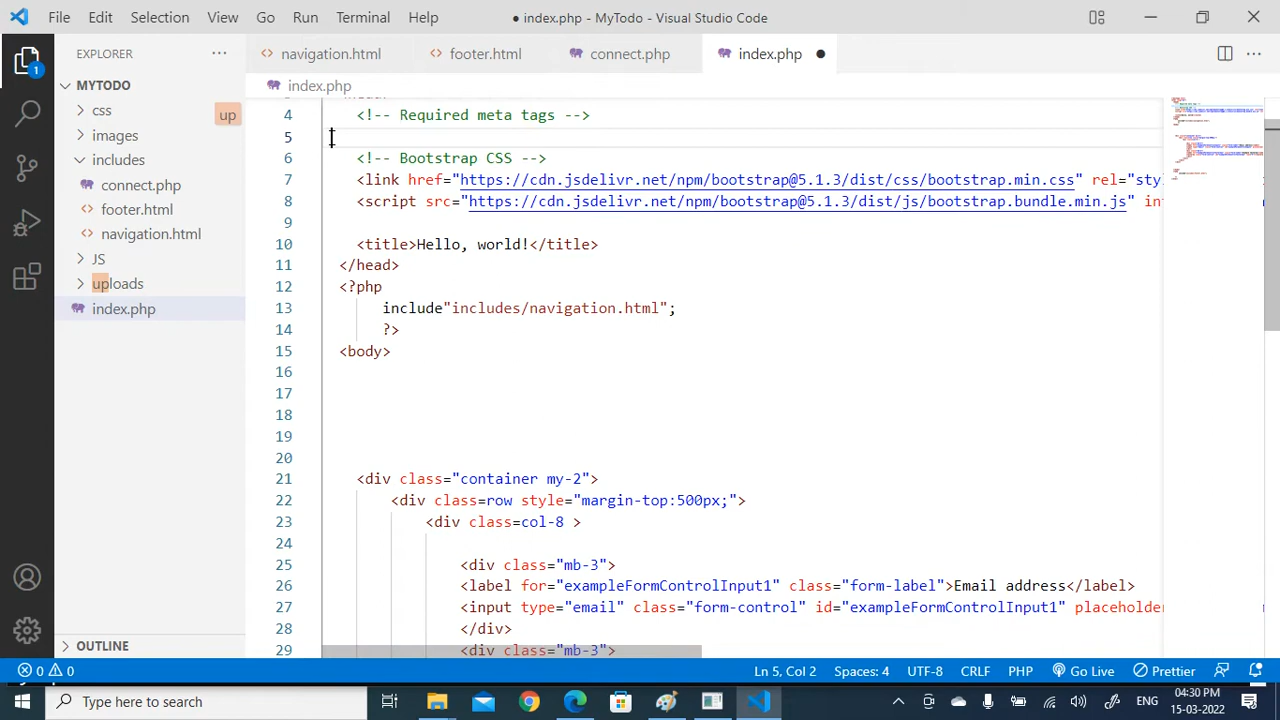 File Edit Selection View Go Run Terminal Help ● index.php - MyTodo - Visual Studio Code
EXPLORER ···
navigation.html footer.html connect.php index.php ●
MYTODO
index.php
css
up
images
includes
connect.php
footer.html
navigation.html
JS
uploads
index.php
OUTLINE
1
4 <!-- Required meta tags -->
5
6 <!-- Bootstrap CSS -->
7 <link href="https://cdn.jsdelivr.net/npm/bootstrap@5.1.3/dist/css/bootstrap.min.css" rel="sty
8 <script src="https://cdn.jsdelivr.net/npm/bootstrap@5.1.3/dist/js/bootstrap.bundle.min.js" in
9
10 <title>Hello, world!</title>
11 </head>
12 <?php
13 include"includes/navigation.html";
14 ?>
15 <body>
16
17
18
19
20
21 <div class="container my-2">
22 <div class=row style="margin-top:500px;">
23 <div class=col-8 >
24
25 <div class="mb-3">
26 <label for="exampleFormControlInput1" class="form-label">Email address</label>
27 <input type="email" class="form-control" id="exampleFormControlInput1" placeholder
28 </div>
29 <div class="mb-3">
0 0 Ln 5, Col 2 Spaces: 4 UTF-8 CRLF PHP Go Live Prettier
Type here to search
ENG
04:30 PM
15-03-2022